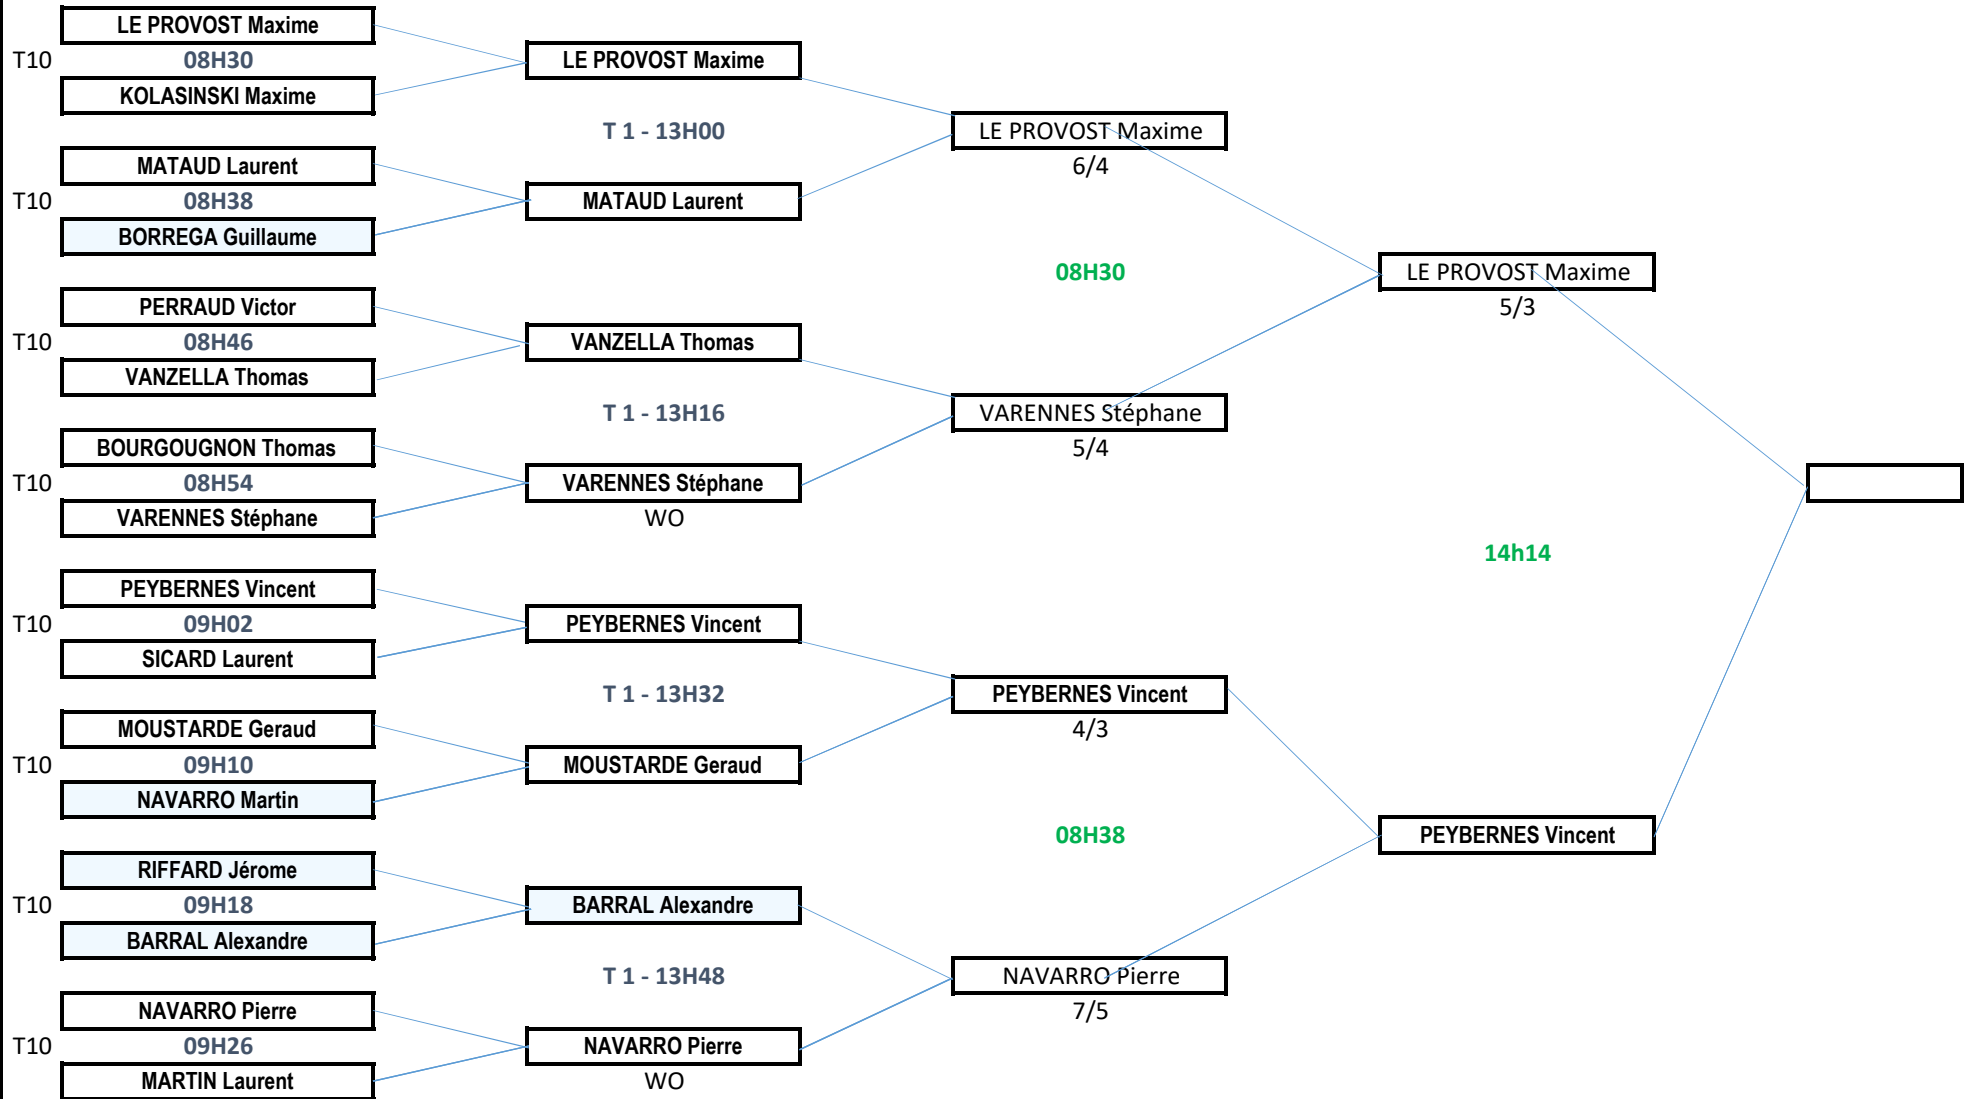 LE PROVOST Maxime
T10 08H30 LE PROVOST Maxime
KOLASINSKI Maxime
T 1 - 13H00 LE PROVOST Maxime
MATAUD Laurent 6/4
T10 08H38 MATAUD Laurent
BORREGA Guillaume
08H30 LE PROVOST Maxime
PERRAUD Victor 5/3
T10 08H46 VANZELLA Thomas
VANZELLA Thomas
T 1 - 13H16 VARENNES Stéphane
BOURGOUGNON Thomas 5/4
T10 08H54 VARENNES Stéphane
VARENNES Stéphane WO
14h14
PEYBERNES Vincent
T10 09H02 PEYBERNES Vincent
SICARD Laurent
T 1 - 13H32 PEYBERNES Vincent
MOUSTARDE Geraud 4/3
T10 09H10 MOUSTARDE Geraud
NAVARRO Martin
08H38 PEYBERNES Vincent
RIFFARD Jérome
T10 09H18 BARRAL Alexandre
BARRAL Alexandre
T 1 - 13H48 NAVARRO Pierre
NAVARRO Pierre 7/5
T10 09H26 NAVARRO Pierre
MARTIN Laurent WO